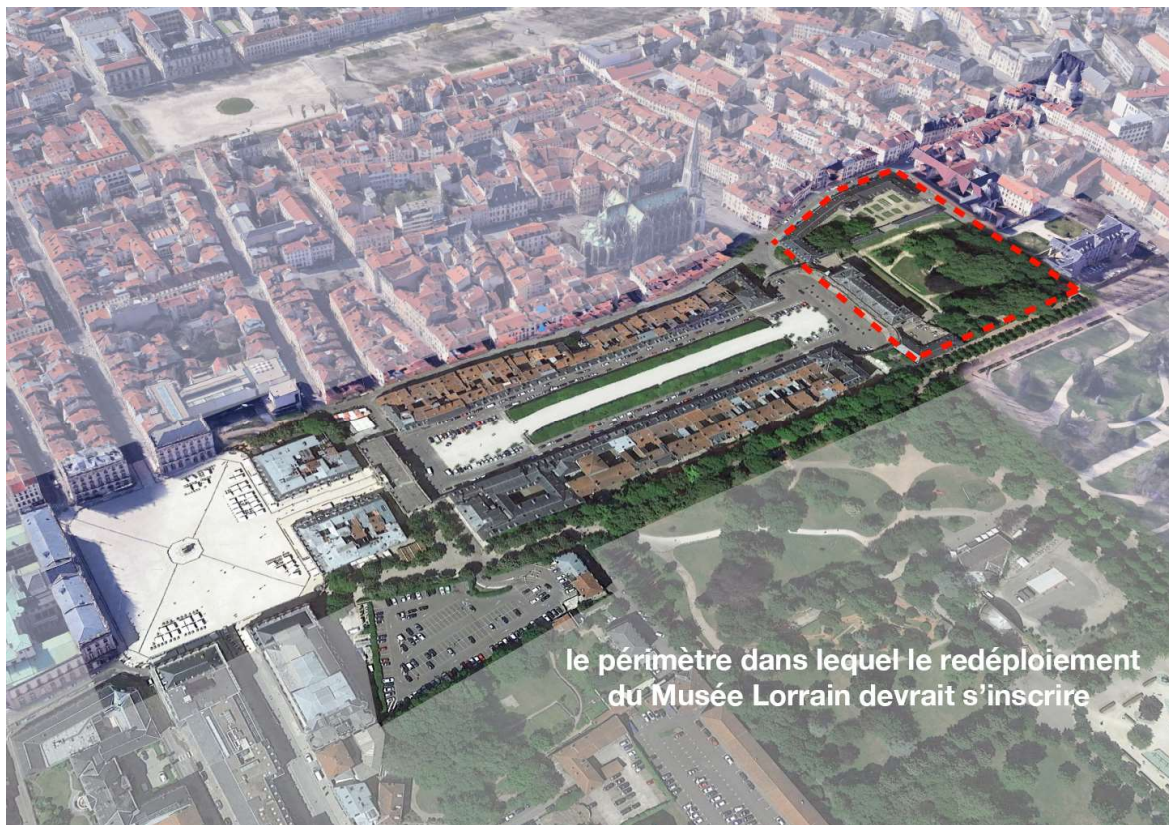 le périmètre dans lequel le redéploiement
du Musée Lorrain devrait s’inscrire